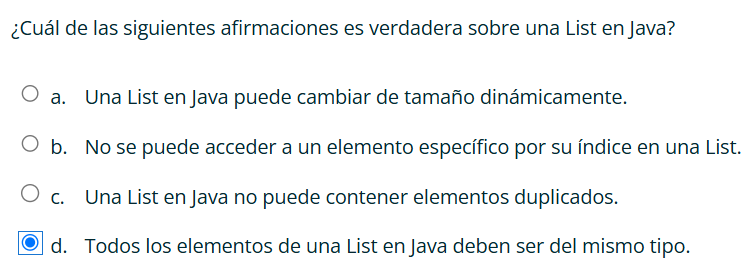 ¿Cuál de las siguientes afirmaciones es verdadera sobre una List en Java?
a. Una List en Java puede cambiar de tamaño dinámicamente.
b. No se puede acceder a un elemento específico por su índice en una List.
c. Una List en Java no puede contener elementos duplicados.
d. Todos los elementos de una List en Java deben ser del mismo tipo.